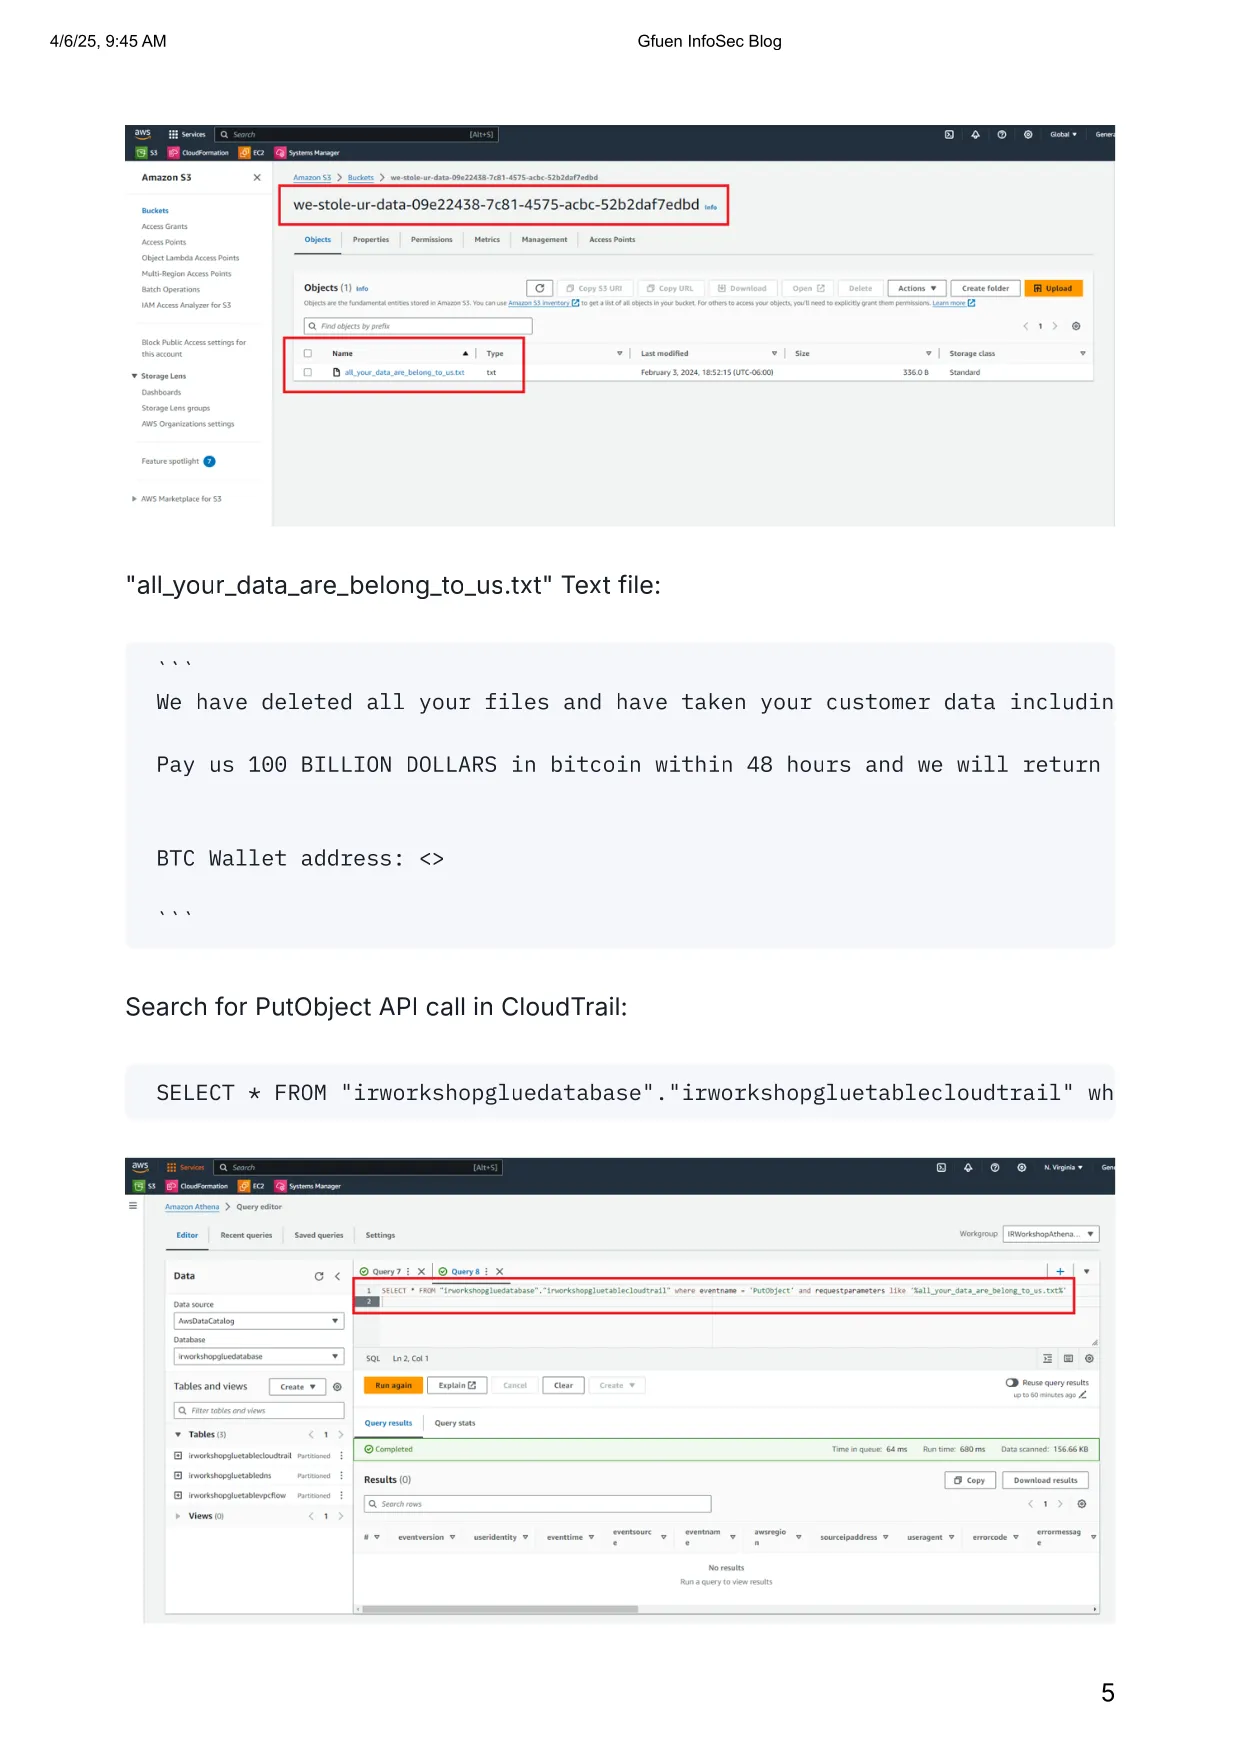 4/6/25, 9:45 AM
Gfuen InfoSec Blog
aws Services Search [Alt+S] Global Genera
S3 CloudFormation EC2 Systems Manager
Amazon S3
Amazon S3 > Buckets > we-stole-ur-data-09e22438-7c81-4575-acbc-52b2daf7edbd
we-stole-ur-data-09e22438-7c81-4575-acbc-52b2daf7edbd Info
Buckets
Access Grants
Access Points
Object Lambda Access Points
Multi-Region Access Points
Batch Operations
IAM Access Analyzer for S3
Block Public Access settings for
this account
Storage Lens
Dashboards
Storage Lens groups
AWS Organizations settings
Feature spotlight 7
AWS Marketplace for S3
Objects Properties Permissions Metrics Management Access Points
Objects (1) Info
Copy S3 URI Copy URL Download Open Delete Actions Create folder Upload
Objects are the fundamental entities stored in Amazon S3. You can use Amazon S3 inventory to get a list of all objects in your bucket. For others to access your objects, you'll need to explicitly grant them permissions. Learn more
Find objects by prefix
< 1 >
Name Type Last modified Size Storage class
all_your_data_are_belong_to_us.txt txt February 3, 2024, 18:52:15 (UTC-06:00) 336.0 B Standard
"all_your_data_are_belong_to_us.txt" Text file:
```
We have deleted all your files and have taken your customer data includin
Pay us 100 BILLION DOLLARS in bitcoin within 48 hours and we will return
BTC Wallet address: <>
```
Search for PutObject API call in CloudTrail:
SELECT * FROM "irworkshopgluedatabase"."irworkshopgluetablecloudtrail" wh
aws Services Search [Alt+S] N. Virginia Gene
S3 CloudFormation EC2 Systems Manager
Amazon Athena > Query editor
Editor Recent queries Saved queries Settings
Workgroup IRWorkshopAthena...
Data
Data source
AwsDataCatalog
Database
irworkshopgluedatabase
Tables and views Create
Filter tables and views
Tables (3) < 1 >
irworkshopgluetablecloudtrail Partitioned
irworkshopgluetabledns Partitioned
irworkshopgluetablevpcflow Partitioned
Views (0) < 1 >
Query 7 Query 8
1 SELECT * FROM "irworkshopgluedatabase"."irworkshopgluetablecloudtrail" where eventname = 'PutObject' and requestparameters like '%all_your_data_are_belong_to_us.txt%'
2
SQL Ln 2, Col 1
Run again Explain Cancel Clear Create
Reuse query results
up to 60 minutes ago
Query results Query stats
Completed
Time in queue: 64 ms Run time: 680 ms Data scanned: 156.66 KB
Results (0)
Copy Download results
Search rows
< 1 >
# eventversion useridentity eventtime eventsource eventname awsregion sourceipaddress useragent errorcode errormessage
No results
Run a query to view results
5